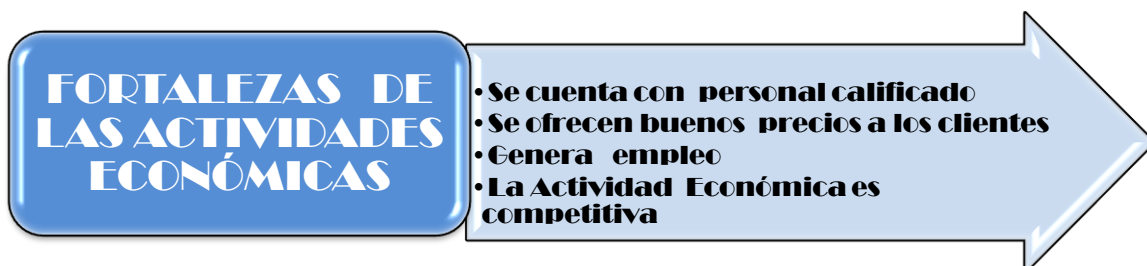 FORTALEZAS DE
LAS ACTIVIDADES
ECONÓMICAS
• Se cuenta con personal calificado
• Se ofrecen buenos precios a los clientes
• Genera empleo
• La Actividad Económica es
competitiva